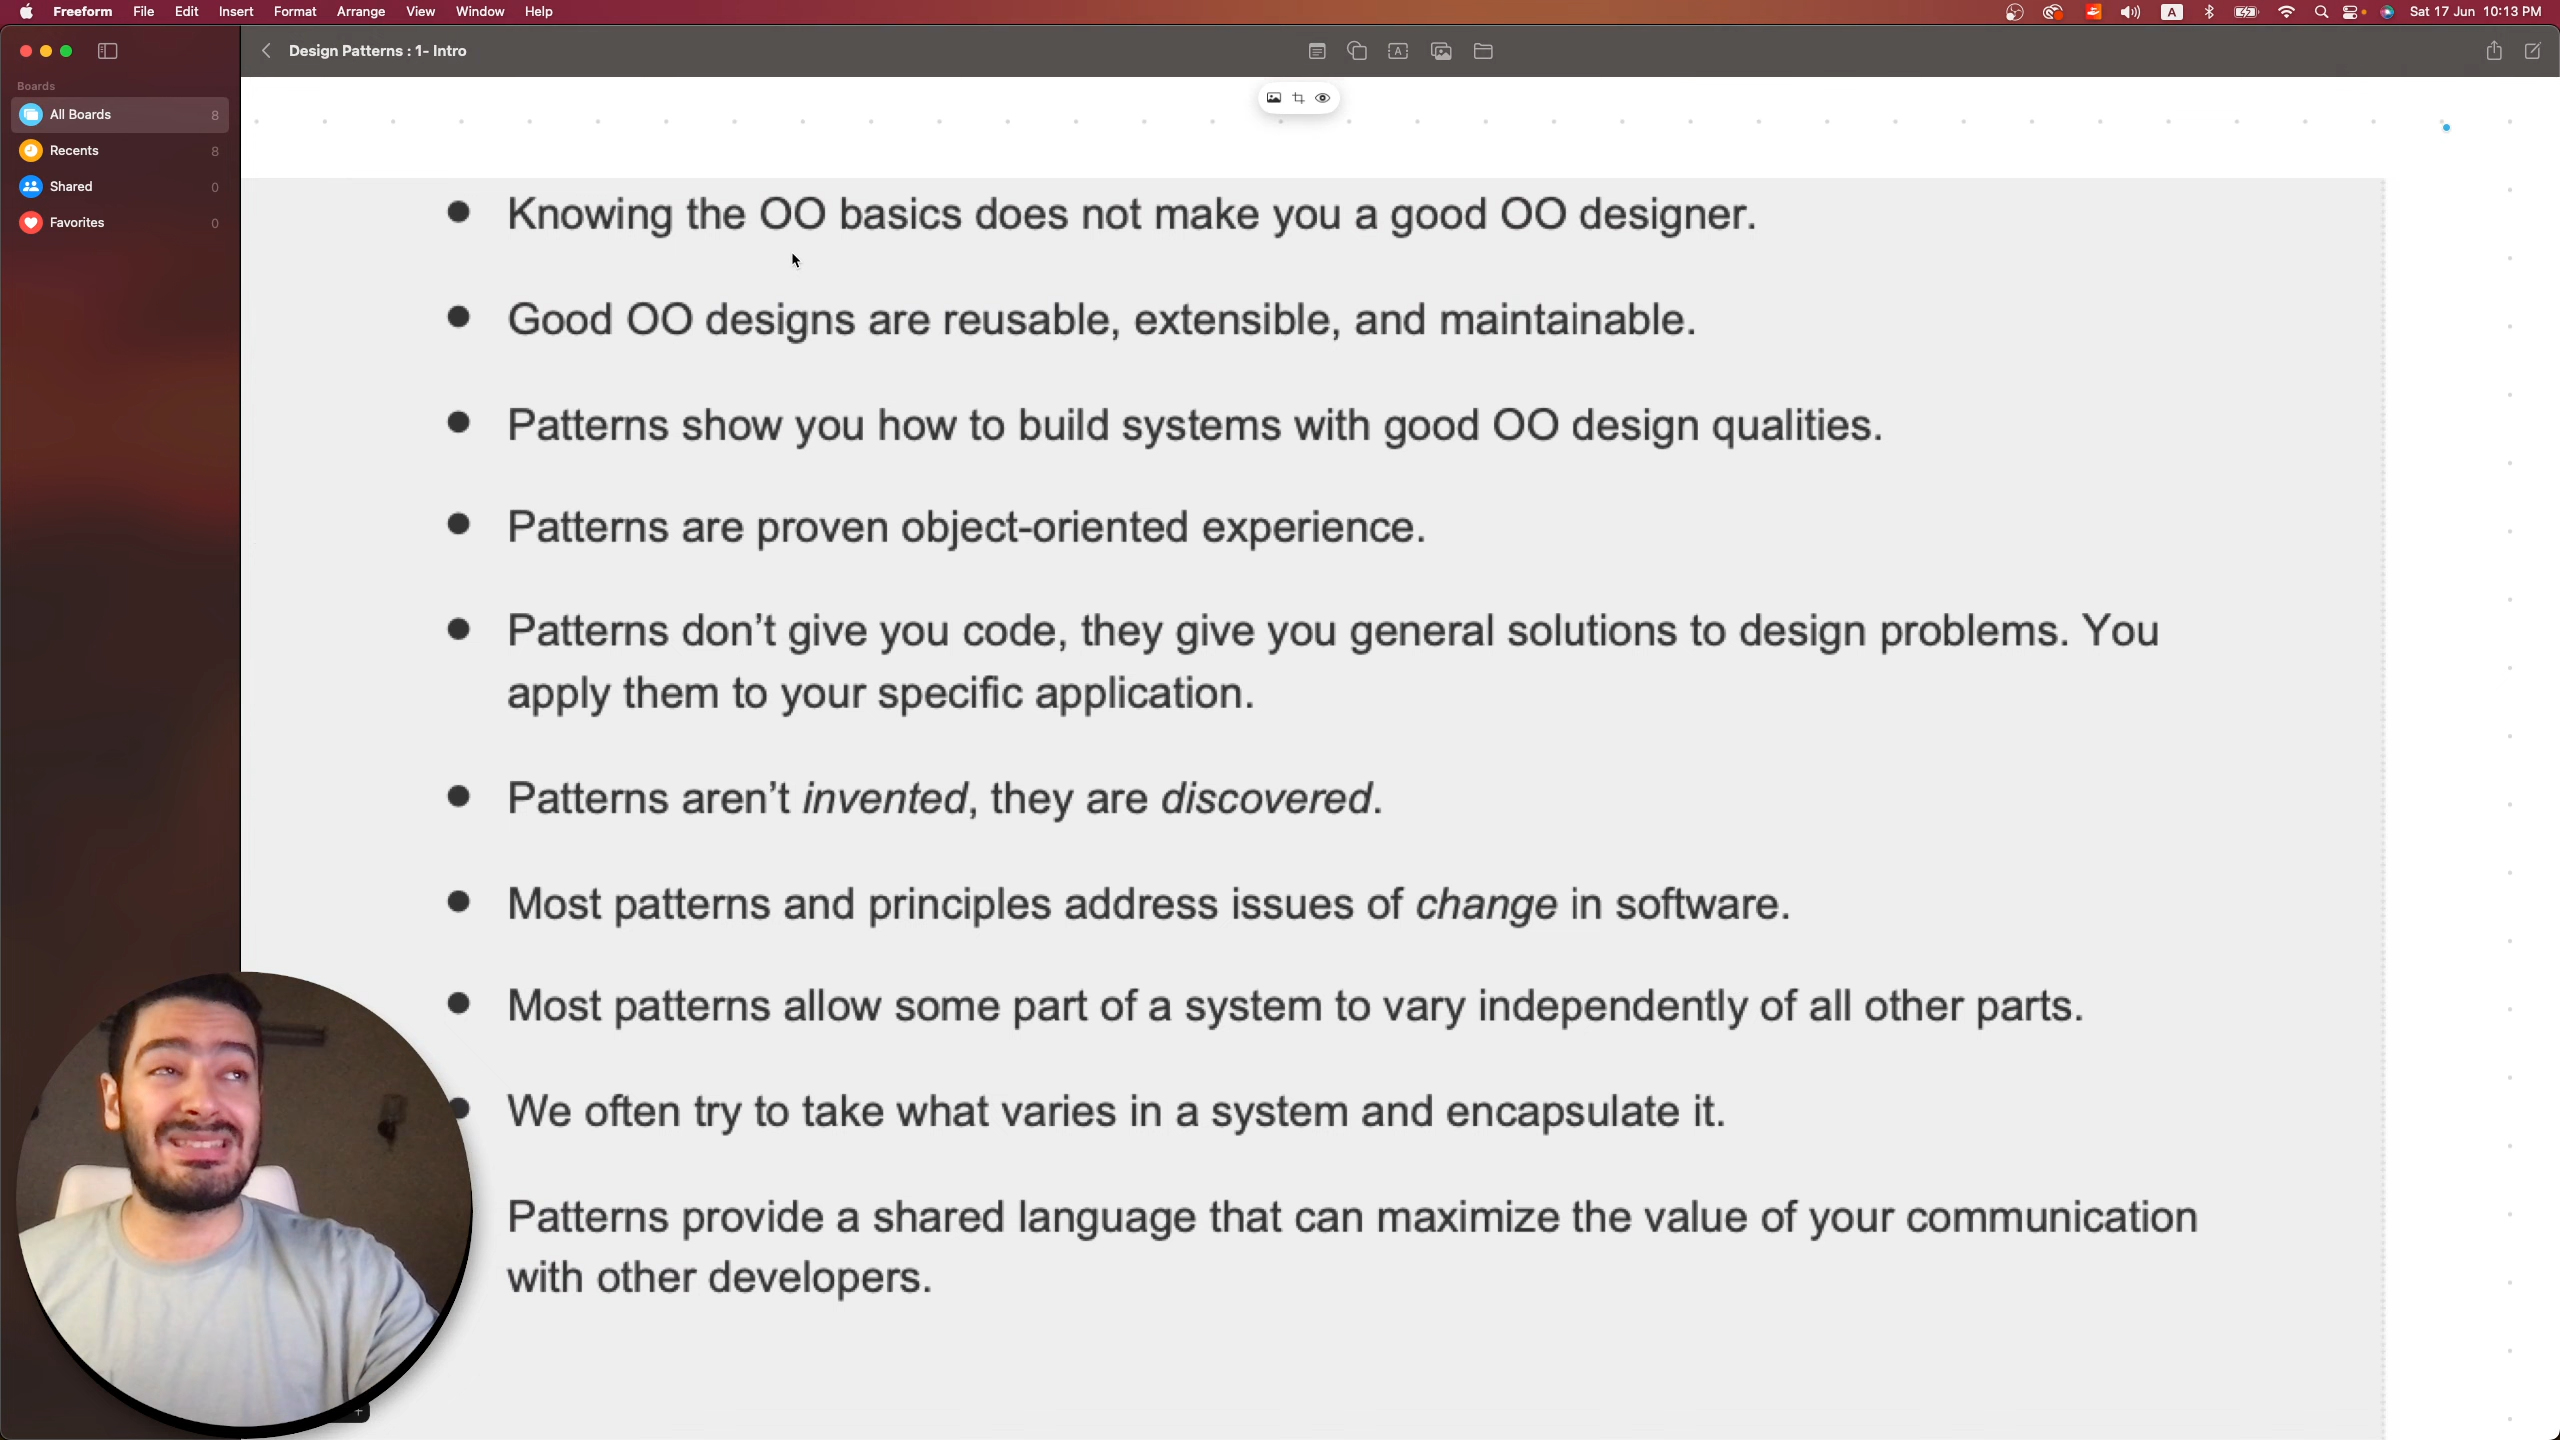 Freeform File Edit Insert Format Arrange View Window Help
A
Sat 17 Jun 10:13 PM
Design Patterns : 1- Intro
A
Boards
All Boards 8
Recents 8
Shared 0
Favorites 0
Knowing the OO basics does not make you a good OO designer.
Good OO designs are reusable, extensible, and maintainable.
Patterns show you how to build systems with good OO design qualities.
Patterns are proven object-oriented experience.
Patterns don’t give you code, they give you general solutions to design problems. You
apply them to your specific application.
Patterns aren’t invented, they are discovered.
Most patterns and principles address issues of change in software.
Most patterns allow some part of a system to vary independently of all other parts.
We often try to take what varies in a system and encapsulate it.
Patterns provide a shared language that can maximize the value of your communication
with other developers.